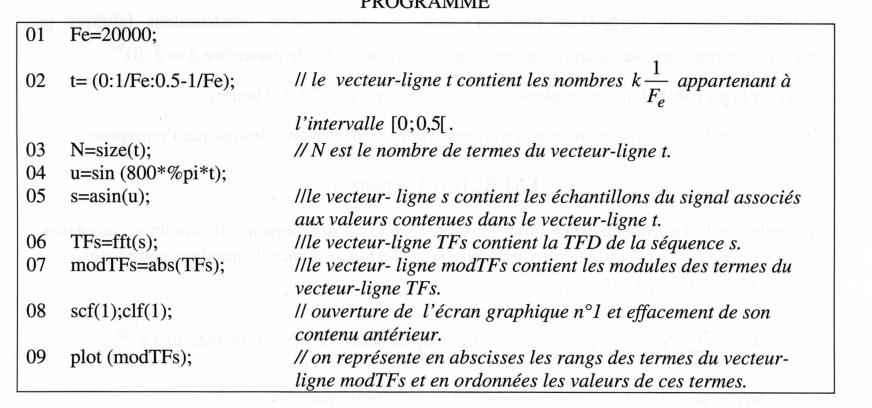 PROGRAMME
01 Fe=20000;
02 t= (0:1/Fe:0.5-1/Fe); // le vecteur-ligne t contient les nombres k 1/Fe appartenant à
l'intervalle [0;0,5[.
03 N=size(t); // N est le nombre de termes du vecteur-ligne t.
04 u=sin (800*%pi*t);
05 s=asin(u); //le vecteur- ligne s contient les échantillons du signal associés
aux valeurs contenues dans le vecteur-ligne t.
06 TFs=fft(s); //le vecteur-ligne TFs contient la TFD de la séquence s.
07 modTFs=abs(TFs); //le vecteur- ligne modTFs contient les modules des termes du
vecteur-ligne TFs.
08 scf(1);clf(1); // ouverture de l'écran graphique n°1 et effacement de son
contenu antérieur.
09 plot (modTFs); // on représente en abscisses les rangs des termes du vecteur-
ligne modTFs et en ordonnées les valeurs de ces termes.